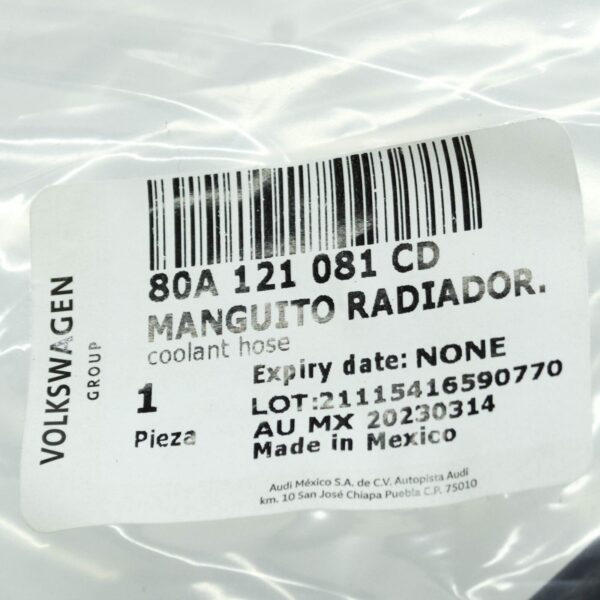 VOLKSWAGEN
GROUP
80A 121 081 CD
MANGUITO RADIADOR.
coolant hose
1
Pieza
Expiry date: NONE
LOT:21115416590770
AU MX 20230314
Made in Mexico
Audi México S.A. de C.V. Autopista Audi
km. 10 San José Chiapa Puebla C.P. 75010